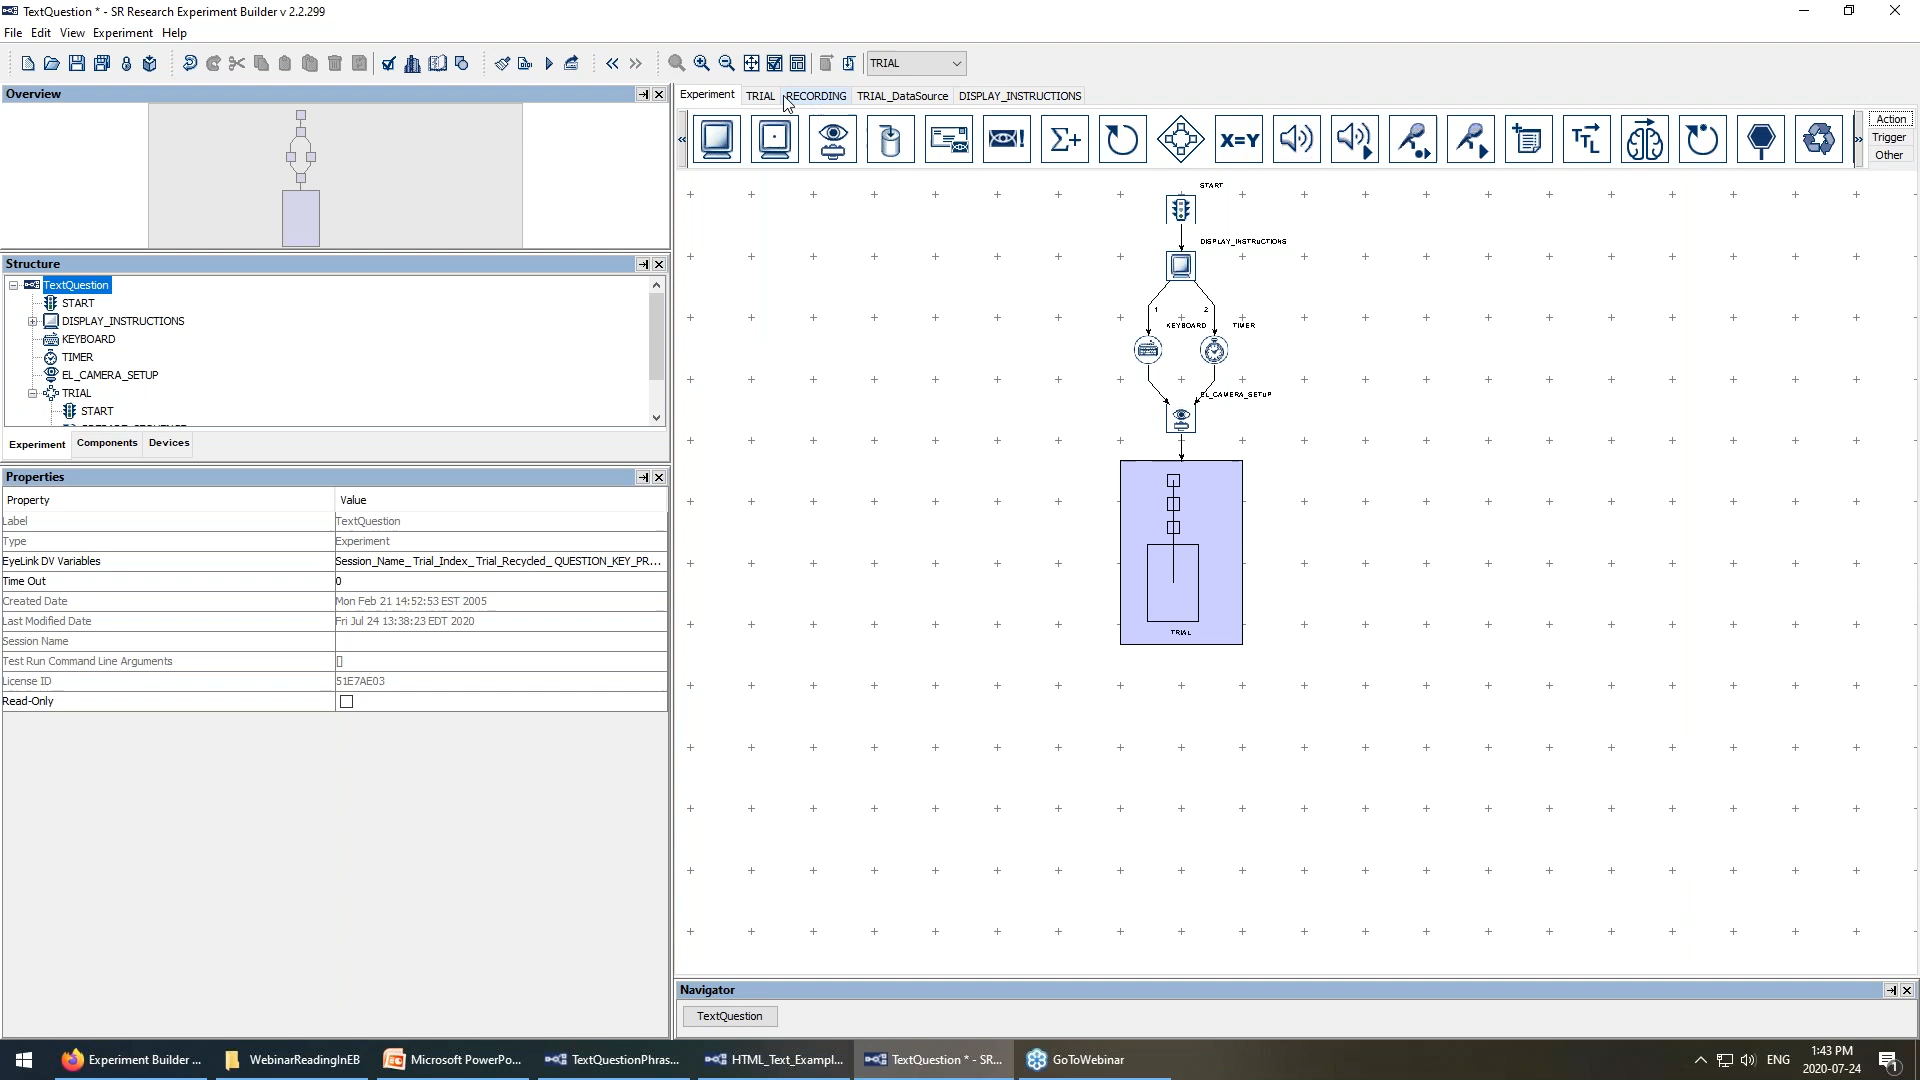 TextQuestion * - SR Research Experiment Builder v 2.2.299
File Edit View Experiment Help
TRIAL
Overview
Experiment TRIAL RECORDING TRIAL_DataSource DISPLAY_INSTRUCTIONS
X=Y
TTL
Action
Trigger
Other
Structure
TextQuestion
START
DISPLAY_INSTRUCTIONS
KEYBOARD
TIMER
EL_CAMERA_SETUP
TRIAL
START
Experiment Components Devices
Properties
Property Value
Label TextQuestion
Type Experiment
EyeLink DV Variables Session_Name_ Trial_Index_ Trial_Recycled_ QUESTION_KEY_PR...
Time Out 0
Created Date Mon Feb 21 14:52:53 EST 2005
Last Modified Date Fri Jul 24 13:38:23 EDT 2020
Session Name
Test Run Command Line Arguments []
License ID 51E7AE03
Read-Only
START
DISPLAY_INSTRUCTIONS
1 2
KEYBOARD TIMER
EL_CAMERA_SETUP
TRIAL
Navigator
TextQuestion
Experiment Builder ... WebinarReadingInEB Microsoft PowerPo... TextQuestionPhras... HTML_Text_Exampl... TextQuestion * - SR... GoToWebinar
ENG
1:43 PM
2020-07-24
1